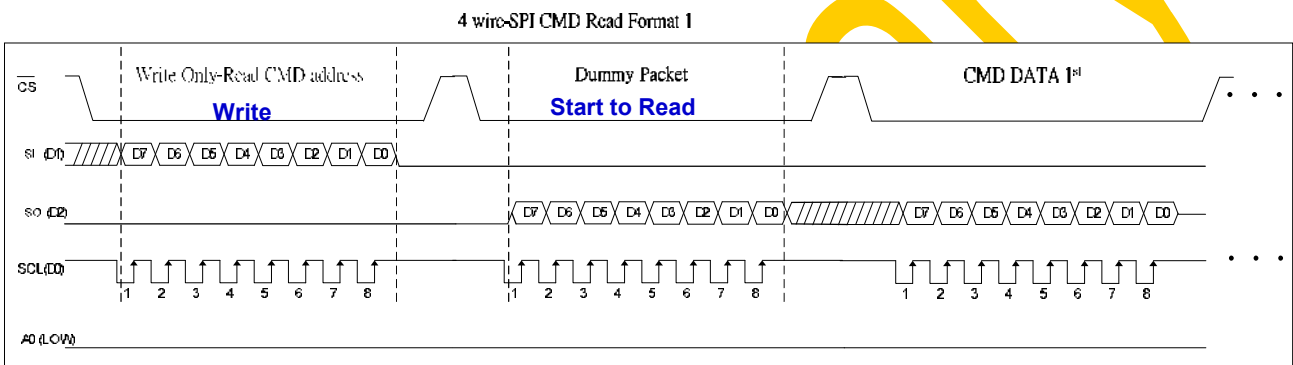 4 wire-SPI CMD Read Format 1
CS Write Only-Read CMD address Dummy Packet CMD DATA 1st
Write Start to Read
SI (D1) D7 D6 D5 D4 D3 D2 D1 D0
SO (D2) D7 D6 D5 D4 D3 D2 D1 D0 D7 D6 D5 D4 D3 D2 D1 D0
SCL(D0)
1 2 3 4 5 6 7 8 1 2 3 4 5 6 7 8 1 2 3 4 5 6 7 8
A0 (LOW)